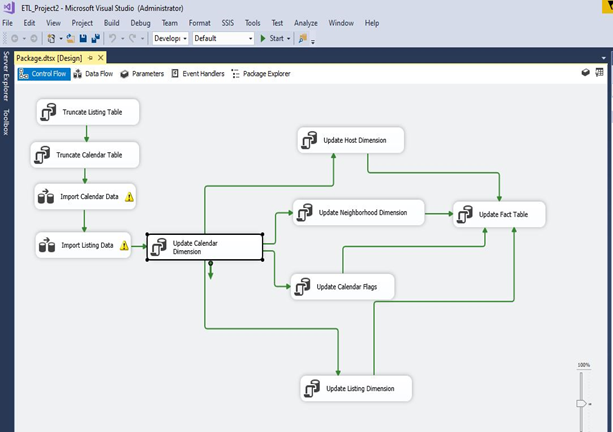 ETL_Project2 - Microsoft Visual Studio (Administrator)
File Edit View Project Build Debug Team Format SSIS Tools Test Analyze Window Help
Develop Default Start
Package.dtsx [Design]
Control Flow Data Flow Parameters Event Handlers Package Explorer
Server Explorer
Toolbox
Truncate Listing Table
Truncate Calendar Table
Import Calendar Data
Import Listing Data
Update Calendar
Dimension
Update Host Dimension
Update Neighborhood Dimension
Update Calendar Flags
Update Listing Dimension
Update Fact Table
100%